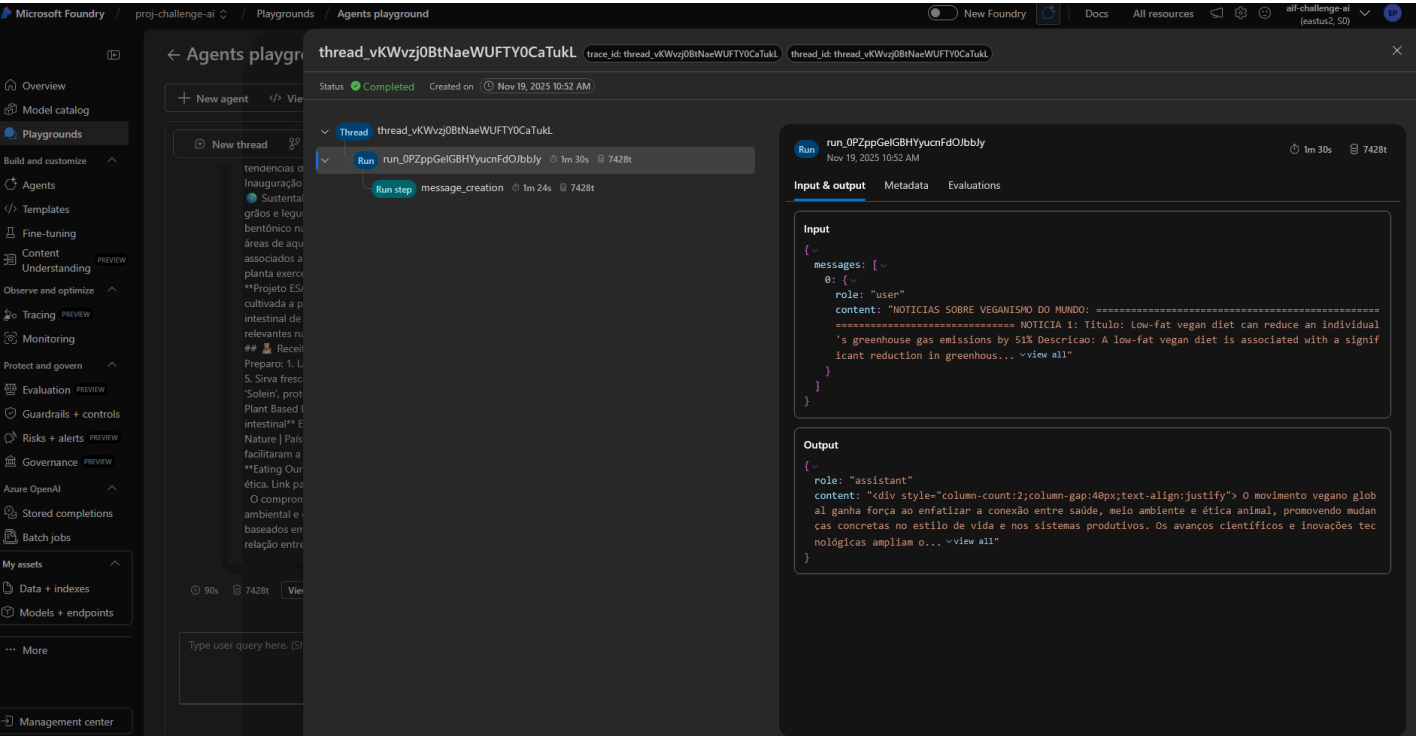 Microsoft Foundry / proj-challenge-ai / Playgrounds / Agents playground
New Foundry
Docs
All resources
aif-challenge-ai
(eastus2, S0)
EP
Overview
Model catalog
Playgrounds
Build and customize
Agents
Templates
Fine-tuning
Content
Understanding PREVIEW
Observe and optimize
Tracing PREVIEW
Monitoring
Protect and govern
Evaluation PREVIEW
Guardrails + controls
Risks + alerts PREVIEW
Governance PREVIEW
Azure OpenAI
Stored completions
Batch jobs
My assets
Data + indexes
Models + endpoints
More
Management center
Agents playgr
New agent
</> Vie
New thread
tendências d
Inauguração
Sustental
grãos e legu
bentônico na
áreas de aqu
associados a
planta exerce
**Projeto ESA
cultivada a p
intestinal de
relevantes na
## Receit
Preparo: 1. L
5. Sirva fresc
'Solein', prot
Plant Based
intestinal** E
Nature | País
facilitaram a
**Eating Our
ética. Link pa
O comprom
ambiental e
baseados em
relação entre
90s 7428t Vie
Type user query here. (Sh
thread_vKWvzj0BtNaeWUFTY0CaTukL trace_id: thread_vKWvzj0BtNaeWUFTY0CaTukL thread_id: thread_vKWvzj0BtNaeWUFTY0CaTukL
Status Completed Created on Nov 19, 2025 10:52 AM
Thread thread_vKWvzj0BtNaeWUFTY0CaTukL
Run run_0PZppGelGBHYyucnFdOJbbJy 1m 30s 7428t
Run step message_creation 1m 24s 7428t
Run run_0PZppGelGBHYyucnFdOJbbJy 1m 30s 7428t
Nov 19, 2025 10:52 AM
Input & output Metadata Evaluations
Input
{
messages: [
0: {
role: "user"
content: "NOTICIAS SOBRE VEGANISMO DO MUNDO: ================================================
============================== NOTICIA 1: Titulo: Low-fat vegan diet can reduce an individual
's greenhouse gas emissions by 51% Descricao: A low-fat vegan diet is associated with a signif
icant reduction in greenhous... view all"
}
]
}
Output
{
role: "assistant"
content: "<div style="column-count:2;column-gap:40px;text-align:justify"> O movimento vegano glob
al ganha força ao enfatizar a conexão entre saúde, meio ambiente e ética animal, promovendo mudan
ças concretas no estilo de vida e nos sistemas produtivos. Os avanços científicos e inovações tec
nológicas ampliam o... view all"
}